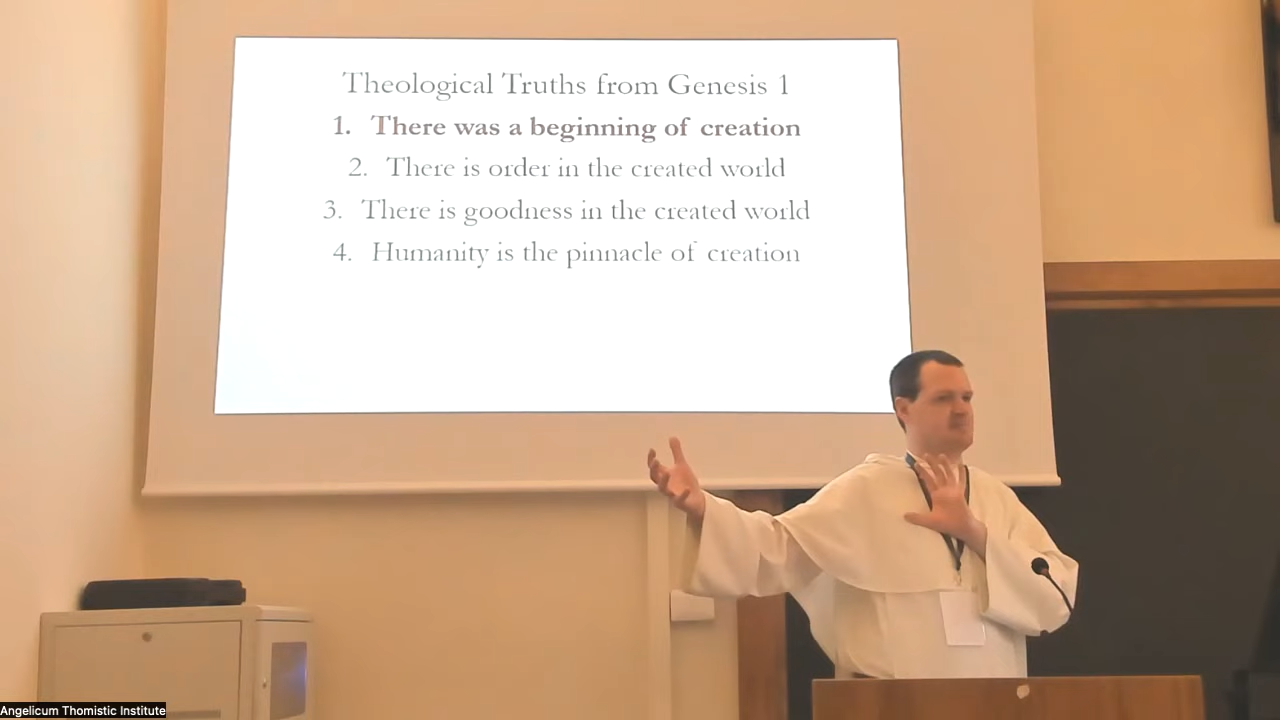 Theological Truths from Genesis 1
1. There was a beginning of creation
2. There is order in the created world
3. There is goodness in the created world
4. Humanity is the pinnacle of creation
Angelicum Thomistic Institute